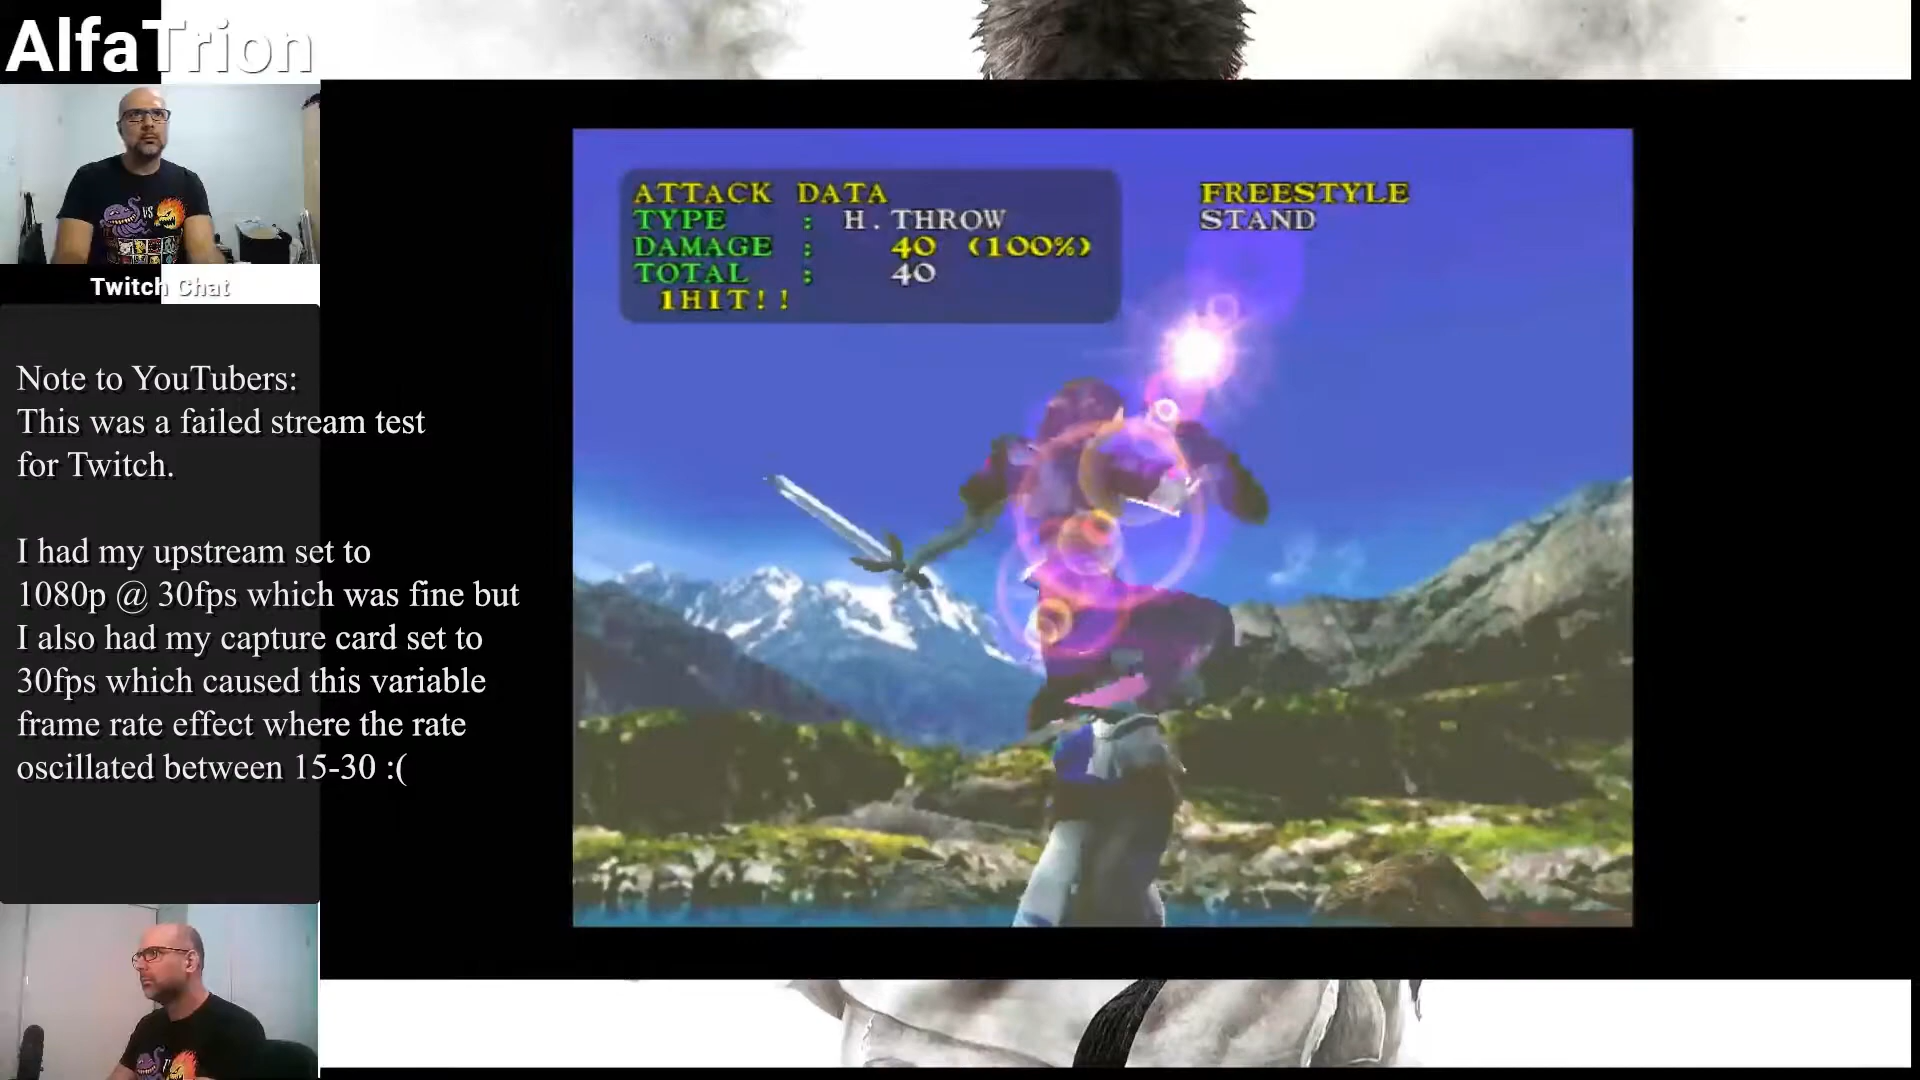 AlfaTrion
Twitch Chat
Note to YouTubers:
This was a failed stream test
for Twitch.
I had my upstream set to
1080p @ 30fps which was fine but
I also had my capture card set to
30fps which caused this variable
frame rate effect where the rate
oscillated between 15-30 :(
ATTACK DATA
TYPE : H.THROW
DAMAGE : 40 (100%)
TOTAL : 40
1HIT!!
FREESTYLE
STAND
VS